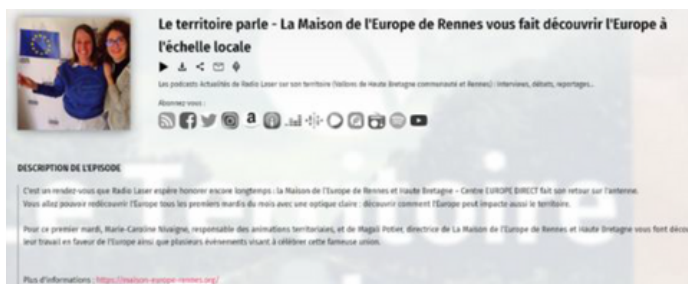 Le territoire parle - La Maison de l'Europe de Rennes vous fait découvrir l'Europe à
l'échelle locale
Les podcasts Actualités de Radio Laser sur son territoire (Vallons de Haute Bretagne communauté et Rennes) : interviews, débats, reportages...
Abonnez-vous :
DESCRIPTION DE L'EPISODE
C'est un rendez-vous que Radio Laser espère honorer encore longtemps : la Maison de l'Europe de Rennes et Haute Bretagne - Centre EUROPE DIRECT fait son retour sur l'antenne.
Vous allez pouvoir redécouvrir l'Europe tous les premiers mardis du mois avec une optique claire : découvrir comment l'Europe peut impacte aussi le territoire.
Pour ce premier mardi, Marie-Caroline Nivaigne, responsable des animations territoriales, et de Magali Potier, directrice de La Maison de l'Europe de Rennes et Haute Bretagne vous font décou
leur travail en faveur de l'Europe ainsi que plusieurs événements visant à célébrer cette fameuse union.
Plus d'informations : https://maison-europe-rennes.org/